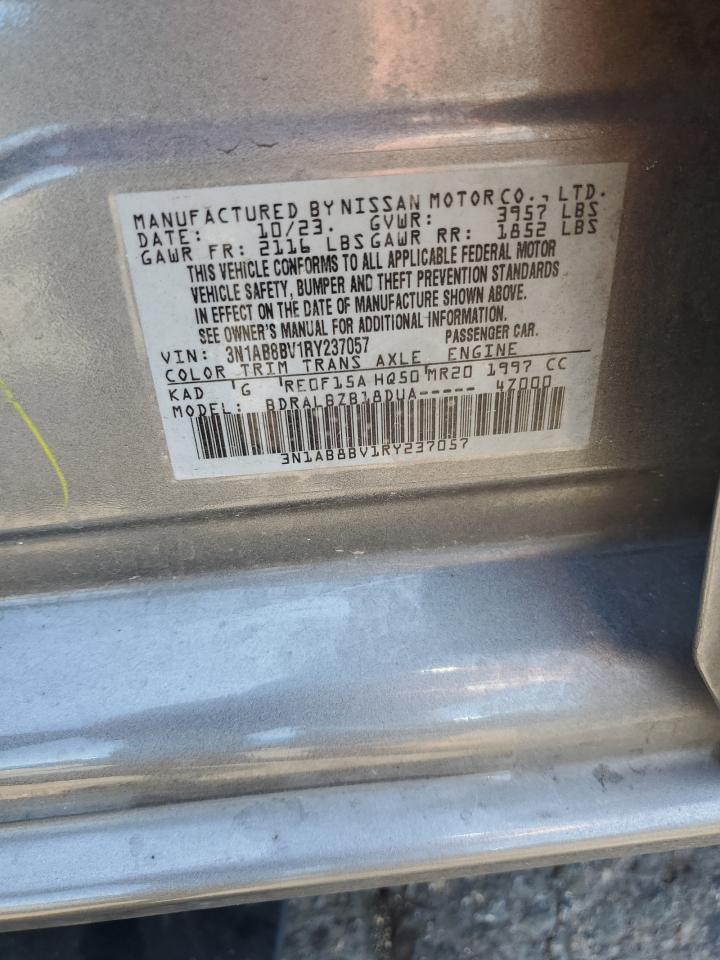 MANUFACTURED BY NISSAN MOTOR CO., LTD.
DATE: 10/23. GVWR: 3957 LBS
GAWR FR: 2116 LBS GAWR RR: 1852 LBS
THIS VEHICLE CONFORMS TO ALL APPLICABLE FEDERAL MOTOR
VEHICLE SAFETY, BUMPER AND THEFT PREVENTION STANDARDS
IN EFFECT ON THE DATE OF MANUFACTURE SHOWN ABOVE.
SEE OWNER'S MANUAL FOR ADDITIONAL INFORMATION.
VIN: 3N1AB8BV1RY237057 PASSENGER CAR.
COLOR TRIM TRANS AXLE ENGINE
KAD G RE0F15A HQ50 MR20 1997 CC
MODEL: BDRALBZB18DUA----- 4Z000
3N1AB8BV1RY237057